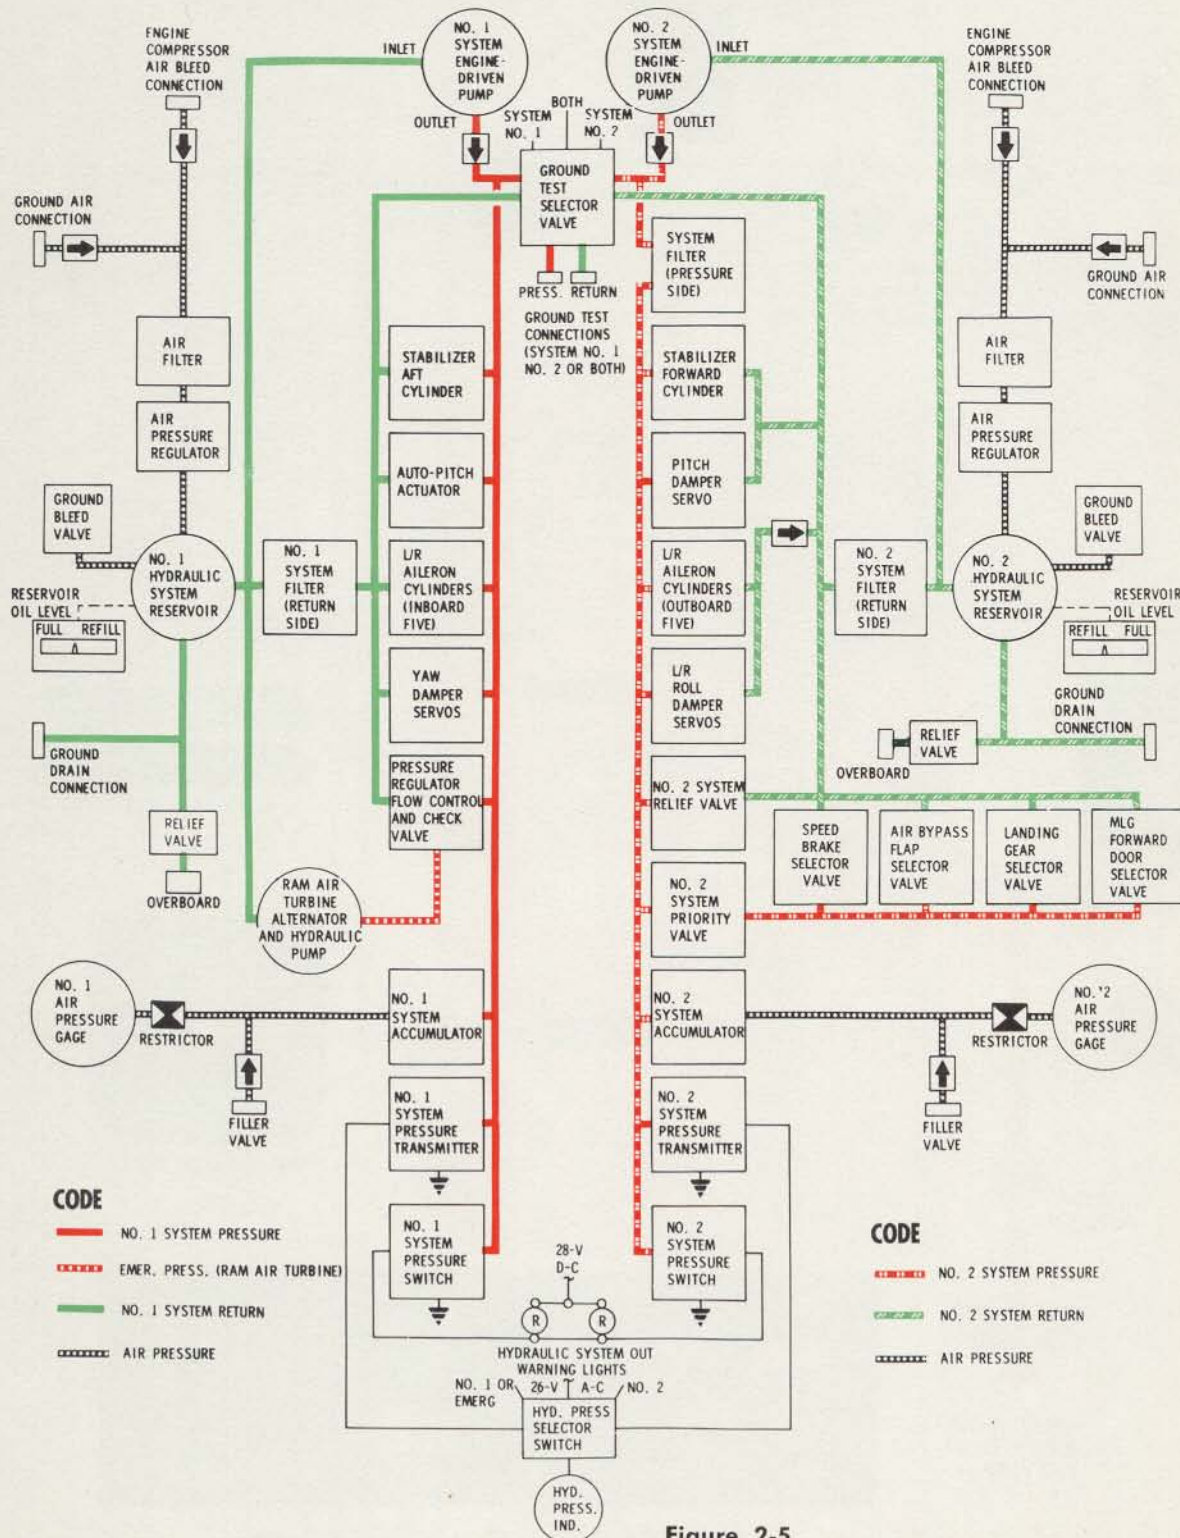 ENGINE
COMPRESSOR
AIR BLEED
CONNECTION
INLET
NO. 1
SYSTEM
ENGINE-
DRIVEN
PUMP
OUTLET
NO. 2
SYSTEM
ENGINE-
DRIVEN
PUMP
INLET
OUTLET
ENGINE
COMPRESSOR
AIR BLEED
CONNECTION
BOTH
SYSTEM
NO. 1
SYSTEM
NO. 2
GROUND
TEST
SELECTOR
VALVE
PRESS. RETURN
GROUND TEST
CONNECTIONS
(SYSTEM NO. 1
NO. 2 OR BOTH)
GROUND AIR
CONNECTION
AIR
FILTER
AIR
PRESSURE
REGULATOR
GROUND
BLEED
VALVE
NO. 1
HYDRAULIC
SYSTEM
RESERVOIR
RESERVOIR
OIL LEVEL
FULL REFILL
NO. 1
SYSTEM
FILTER
(RETURN
SIDE)
GROUND
DRAIN
CONNECTION
RELIEF
VALVE
OVERBOARD
STABILIZER
AFT
CYLINDER
AUTO-PITCH
ACTUATOR
L/R
AILERON
CYLINDERS
(INBOARD
FIVE)
YAW
DAMPER
SERVOS
PRESSURE
REGULATOR
FLOW CONTROL
AND CHECK
VALVE
RAM AIR
TURBINE
ALTERNATOR
AND HYDRAULIC
PUMP
NO. 1
AIR
PRESSURE
GAGE
RESTRICTOR
FILLER
VALVE
NO. 1
SYSTEM
ACCUMULATOR
NO. 1
SYSTEM
PRESSURE
TRANSMITTER
NO. 1
SYSTEM
PRESSURE
SWITCH
SYSTEM
FILTER
(PRESSURE
SIDE)
STABILIZER
FORWARD
CYLINDER
PITCH
DAMPER
SERVO
L/R
AILERON
CYLINDERS
(OUTBOARD
FIVE)
L/R
ROLL
DAMPER
SERVOS
NO. 2 SYSTEM
RELIEF VALVE
NO. 2
SYSTEM
PRIORITY
VALVE
NO. 2
SYSTEM
ACCUMULATOR
NO. 2
SYSTEM
PRESSURE
TRANSMITTER
NO. 2
SYSTEM
PRESSURE
SWITCH
GROUND AIR
CONNECTION
AIR
FILTER
AIR
PRESSURE
REGULATOR
GROUND
BLEED
VALVE
NO. 2
SYSTEM
FILTER
(RETURN
SIDE)
NO. 2
HYDRAULIC
SYSTEM
RESERVOIR
RESERVOIR
OIL LEVEL
REFILL FULL
GROUND
DRAIN
CONNECTION
RELIEF
VALVE
OVERBOARD
SPEED
BRAKE
SELECTOR
VALVE
AIR BYPASS
FLAP
SELECTOR
VALVE
LANDING
GEAR
SELECTOR
VALVE
MLG
FORWARD
DOOR
SELECTOR
VALVE
NO. '2
AIR
PRESSURE
GAGE
RESTRICTOR
FILLER
VALVE
CODE
NO. 1 SYSTEM PRESSURE
EMER. PRESS. (RAM AIR TURBINE)
NO. 1 SYSTEM RETURN
AIR PRESSURE
28-V
D-C
R R
HYDRAULIC SYSTEM OUT
WARNING LIGHTS
NO. 1 OR
EMERG
26-V A-C
NO. 2
HYD. PRESS
SELECTOR
SWITCH
HYD.
PRESS.
IND.
CODE
NO. 2 SYSTEM PRESSURE
NO. 2 SYSTEM RETURN
AIR PRESSURE
Figure 2-5